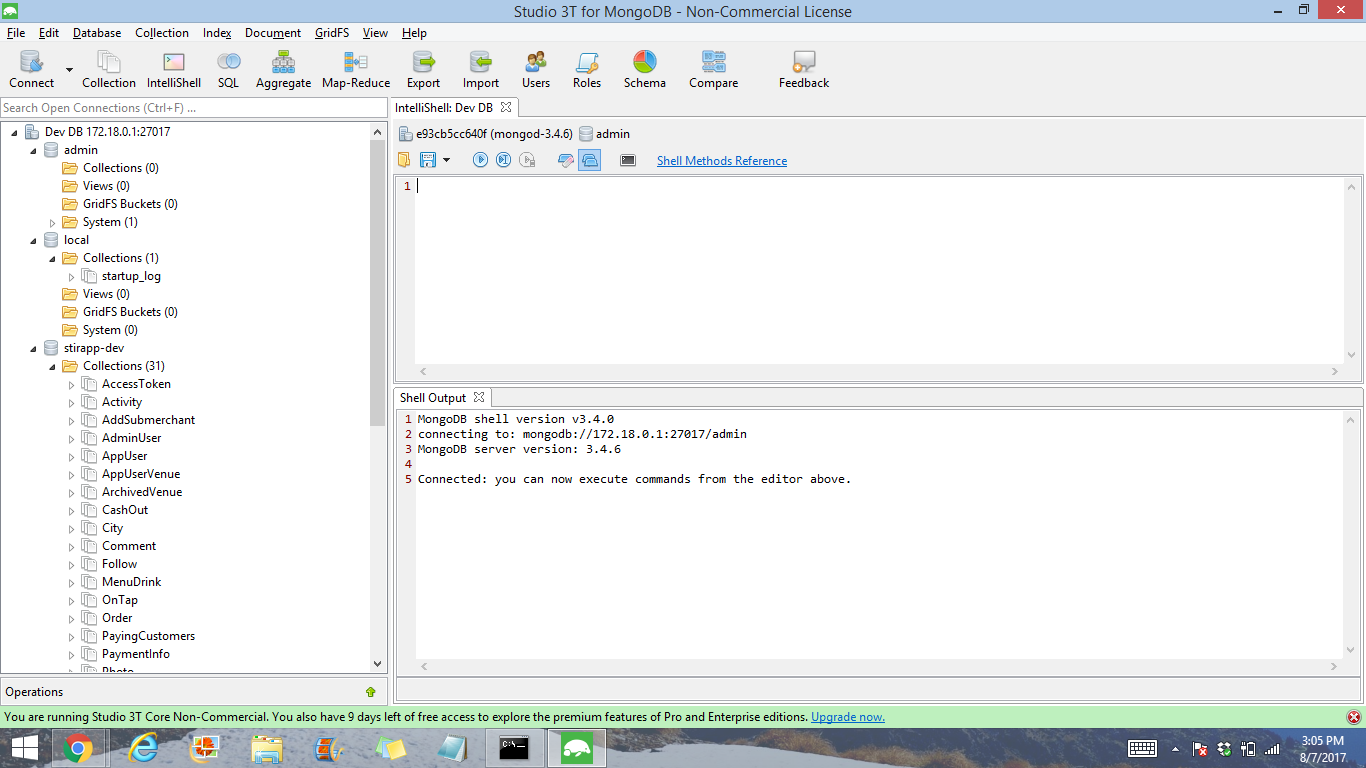 Studio 3T for MongoDB - Non-Commercial License
File Edit Database Collection Index Document GridFS View Help
Connect Collection IntelliShell SQL Aggregate Map-Reduce Export Import Users Roles Schema Compare Feedback
Search Open Connections (Ctrl+F) ...
Dev DB 172.18.0.1:27017
admin
Collections (0)
Views (0)
GridFS Buckets (0)
System (1)
local
Collections (1)
startup_log
Views (0)
GridFS Buckets (0)
System (0)
stirapp-dev
Collections (31)
AccessToken
Activity
AddSubmerchant
AdminUser
AppUser
AppUserVenue
ArchivedVenue
CashOut
City
Comment
Follow
MenuDrink
OnTap
Order
PayingCustomers
PaymentInfo
Photo
Operations
IntelliShell: Dev DB
e93cb5cc640f (mongod-3.4.6) admin
Shell Methods Reference
1
Shell Output
1 MongoDB shell version v3.4.0
2 connecting to: mongodb://172.18.0.1:27017/admin
3 MongoDB server version: 3.4.6
4
5 Connected: you can now execute commands from the editor above.
You are running Studio 3T Core Non-Commercial. You also have 9 days left of free access to explore the premium features of Pro and Enterprise editions. Upgrade now.
C:\.
3:05 PM
8/7/2017